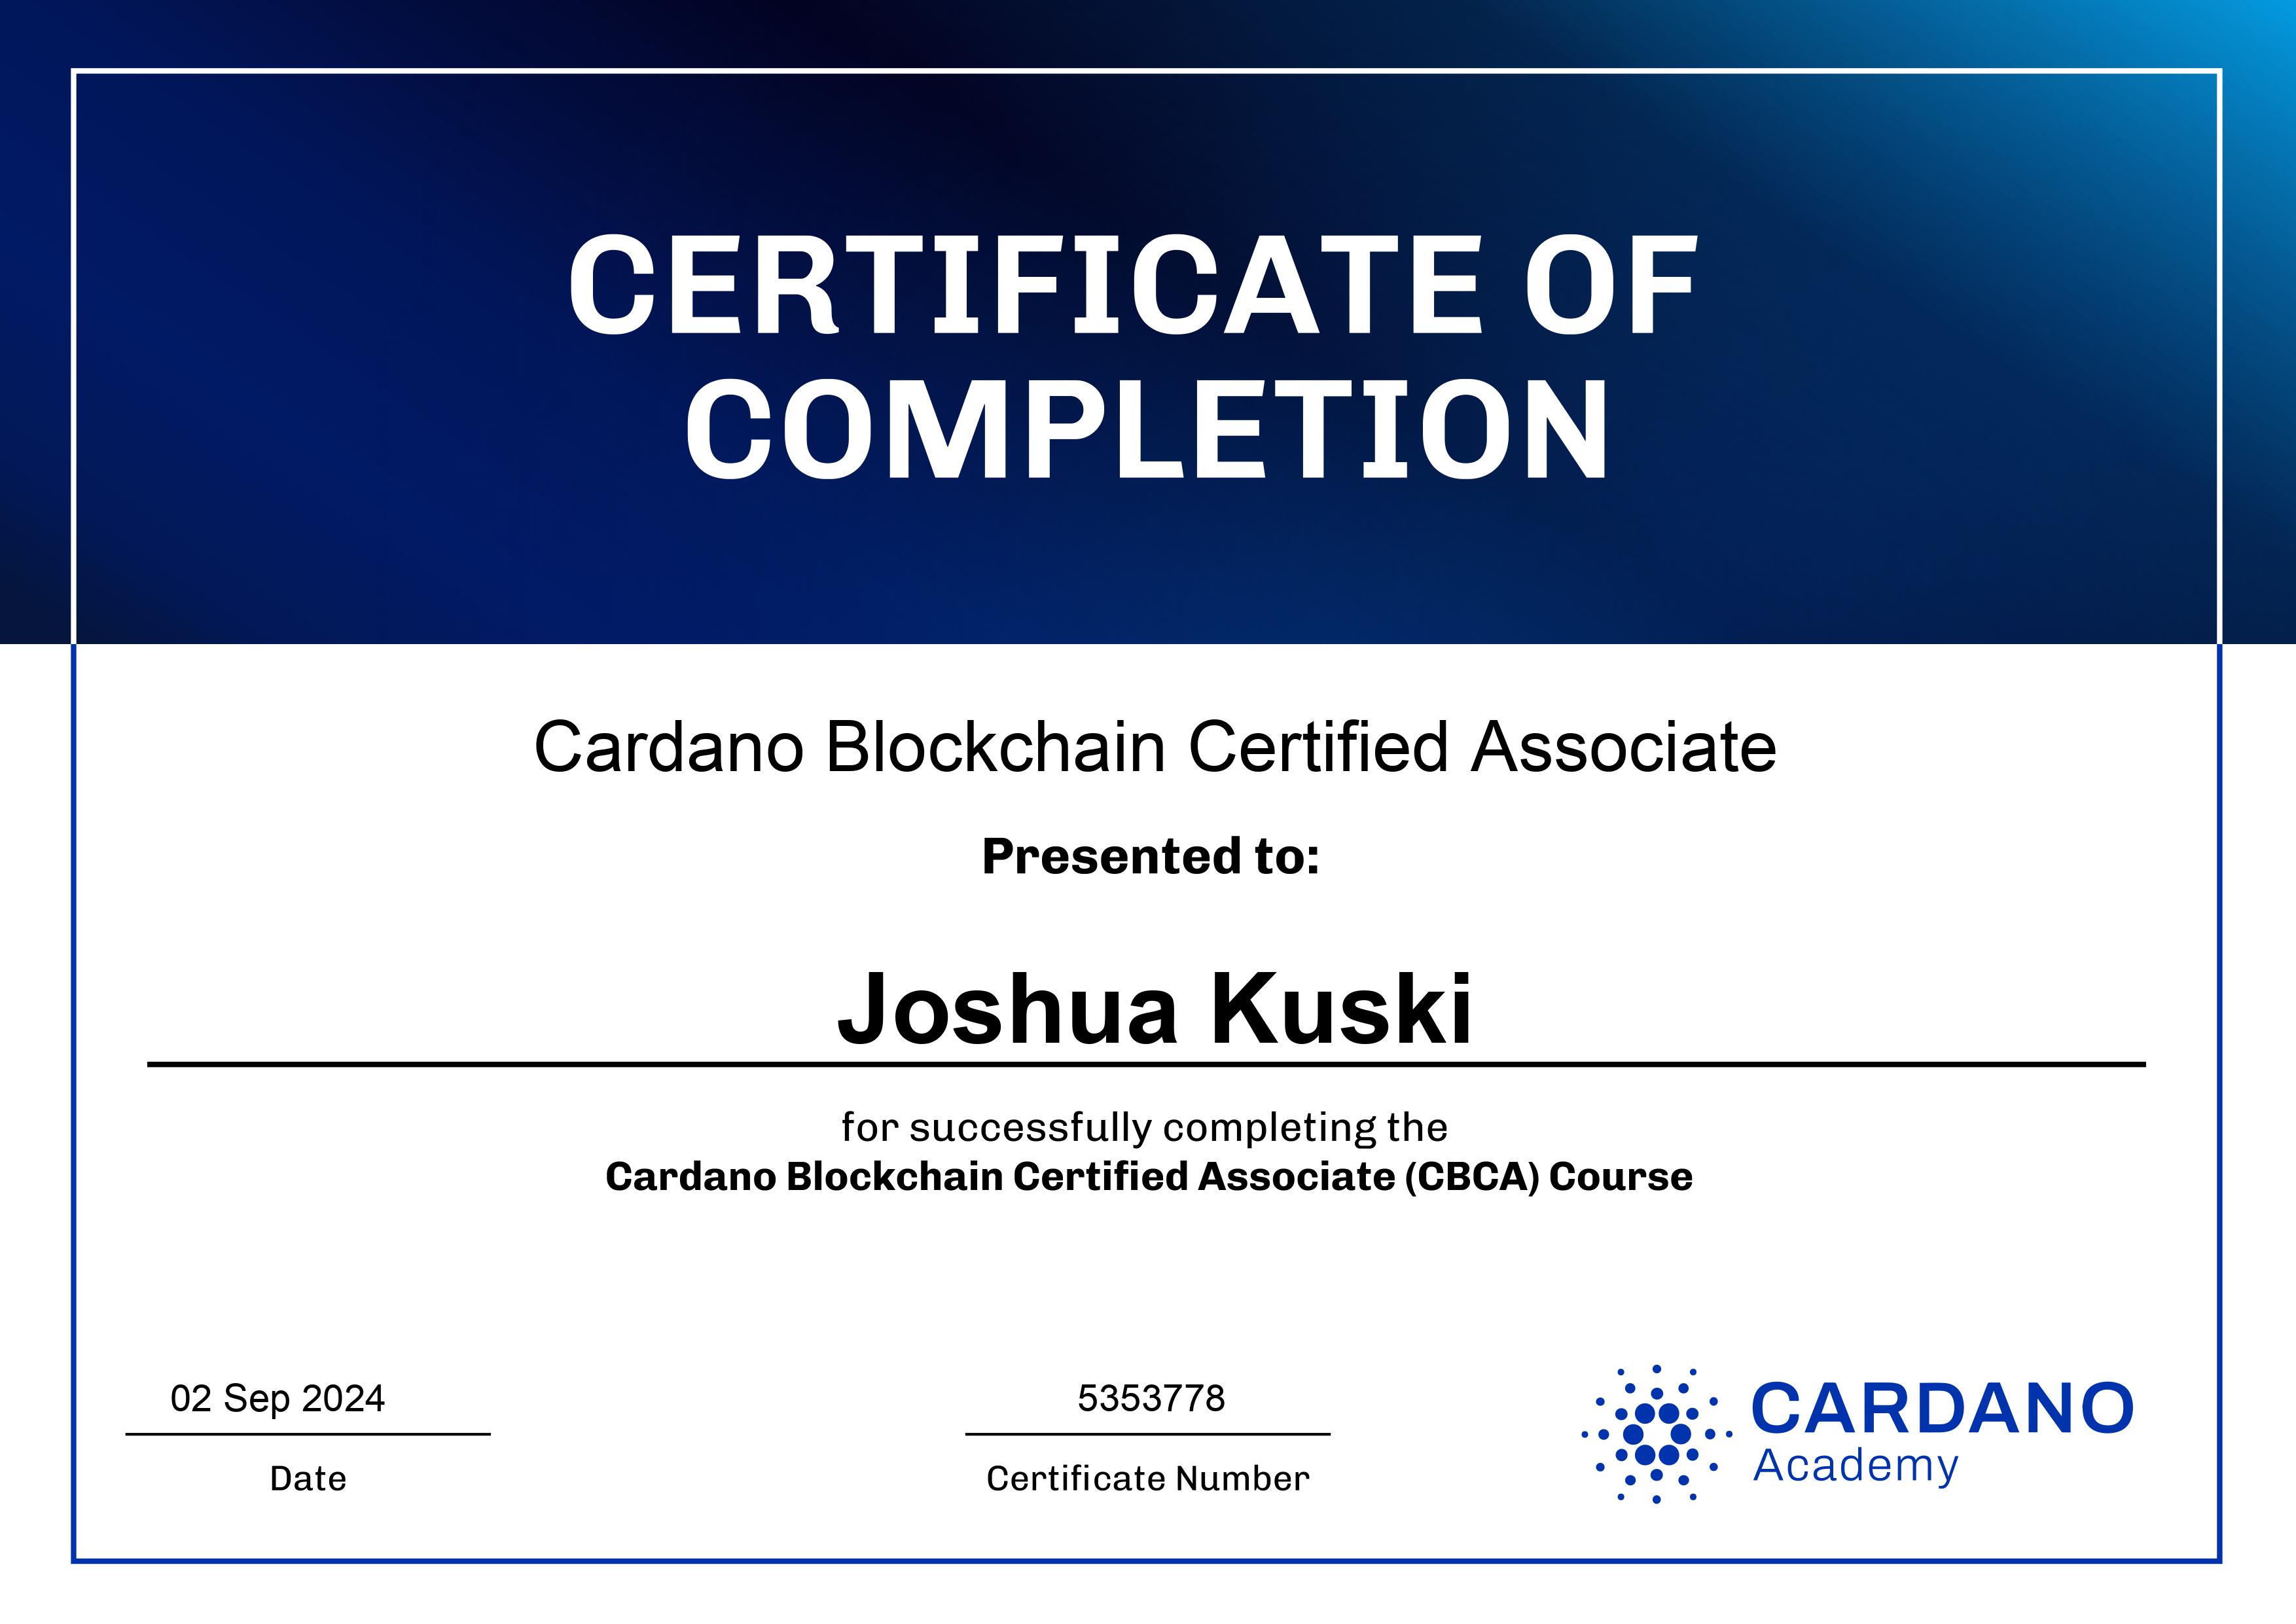 CERTIFICATE OF
COMPLETION
Cardano Blockchain Certified Associate
Presented to:
Joshua Kuski
for successfully completing the
Cardano Blockchain Certified Associate (CBCA) Course
02 Sep 2024
Date
5353778
Certificate Number
CARDANO
Academy